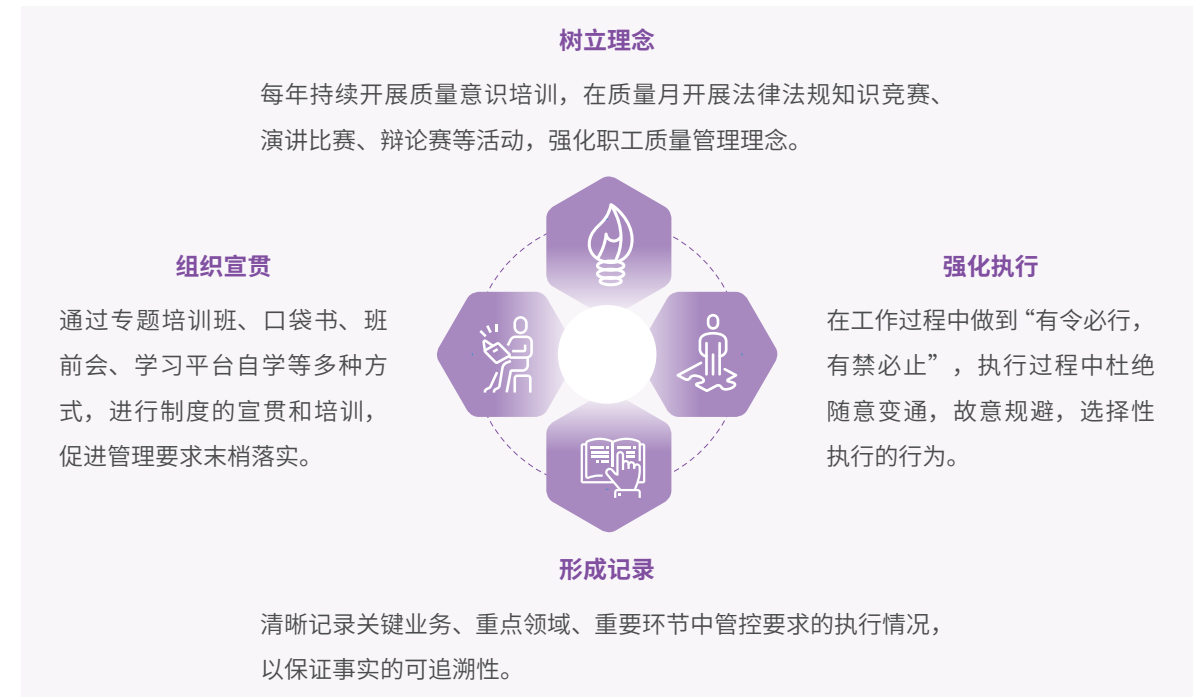 树立理念
每年持续开展质量意识培训，在质量月开展法律法规知识竞赛、
演讲比赛、辩论赛等活动，强化职工质量管理理念。
组织宣贯
通过专题培训班、口袋书、班
前会、学习平台自学等多种方
式，进行制度的宣贯和培训，
促进管理要求末梢落实。
强化执行
在工作过程中做到“有令必行，
有禁必止”，执行过程中杜绝
随意变通，故意规避，选择性
执行的行为。
形成记录
清晰记录关键业务、重点领域、重要环节中管控要求的执行情况，
以保证事实的可追溯性。